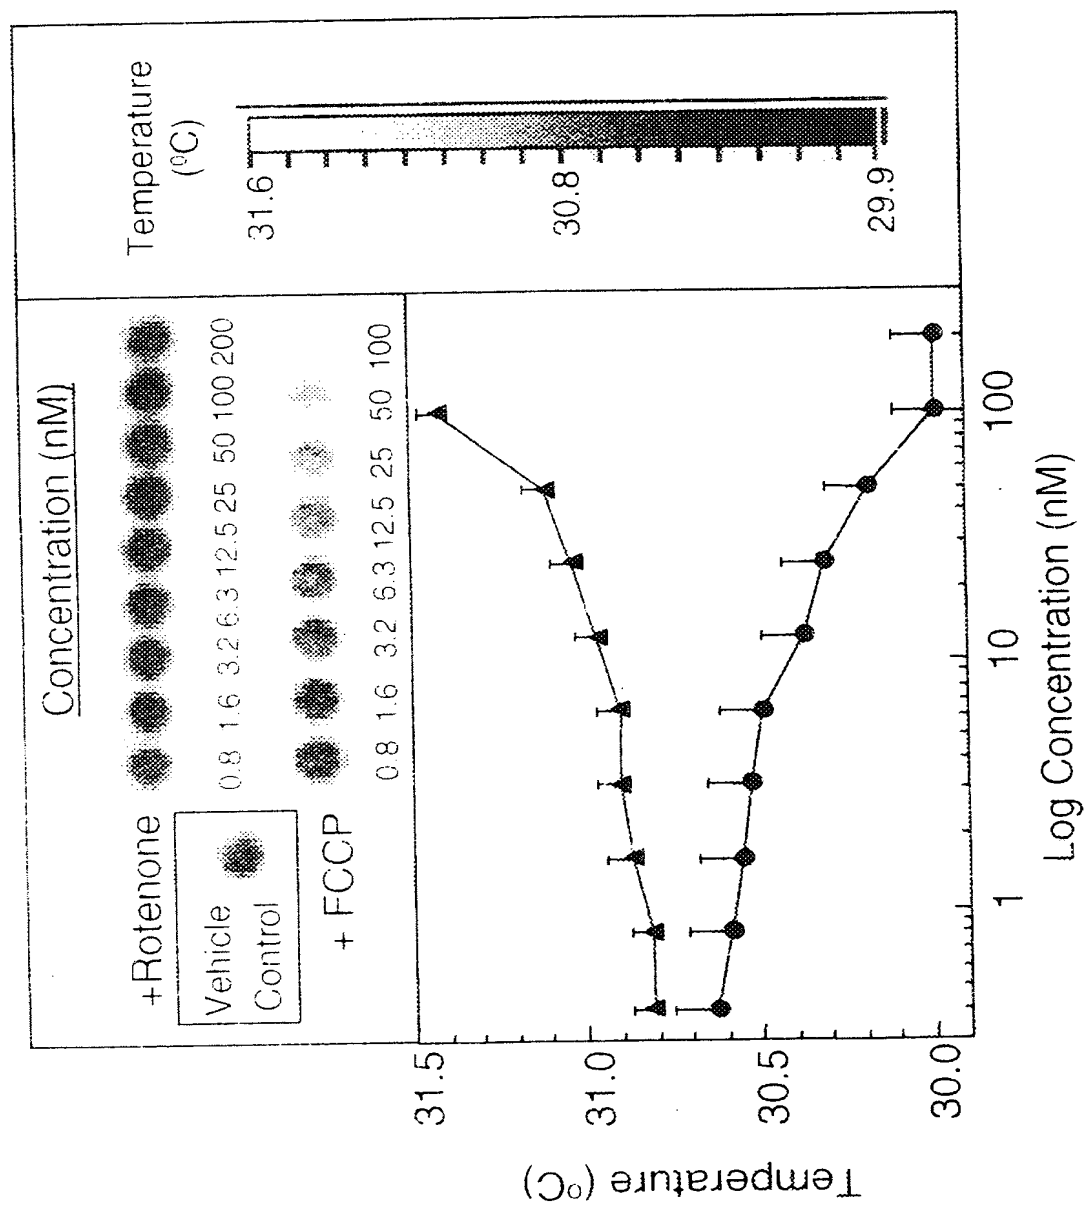 Concentration (nM)
+Rotenone
0.8 1.6 3.2 6.3 12.5 25 50 100 200
Vehicle
Control
+ FCCP
0.8 1.6 3.2 6.3 12.5 25 50 100
Temperature
(⁰C)
31.6
30.8
29.9
31.5
31.0
30.5
30.0
Temperature (⁰C)
1 10 100
Log Concentration (nM)